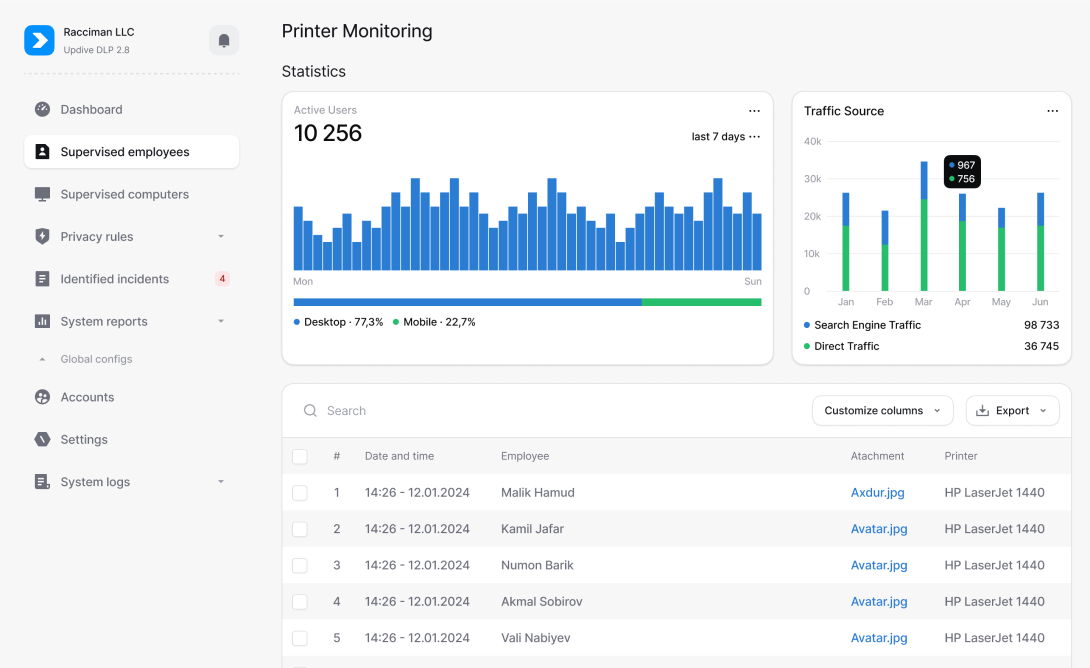 Racciman LLC
Updive DLP 2.8
Dashboard
Supervised employees
Supervised computers
Privacy rules
Identified incidents 4
System reports
Global configs
Accounts
Settings
System logs
Printer Monitoring
Statistics
Active Users
10 256
last 7 days
Mon Sun
Desktop · 77,3% Mobile · 22,7%
Traffic Source
40k
30k
20k
10k
0
967
756
Jan Feb Mar Apr May Jun
Search Engine Traffic 98 733
Direct Traffic 36 745
Search Customize columns Export
# Date and time Employee Atachment Printer
1 14:26 - 12.01.2024 Malik Hamud Axdur.jpg HP LaserJet 1440
2 14:26 - 12.01.2024 Kamil Jafar Avatar.jpg HP LaserJet 1440
3 14:26 - 12.01.2024 Numon Barik Avatar.jpg HP LaserJet 1440
4 14:26 - 12.01.2024 Akmal Sobirov Avatar.jpg HP LaserJet 1440
5 14:26 - 12.01.2024 Vali Nabiyev Avatar.jpg HP LaserJet 1440